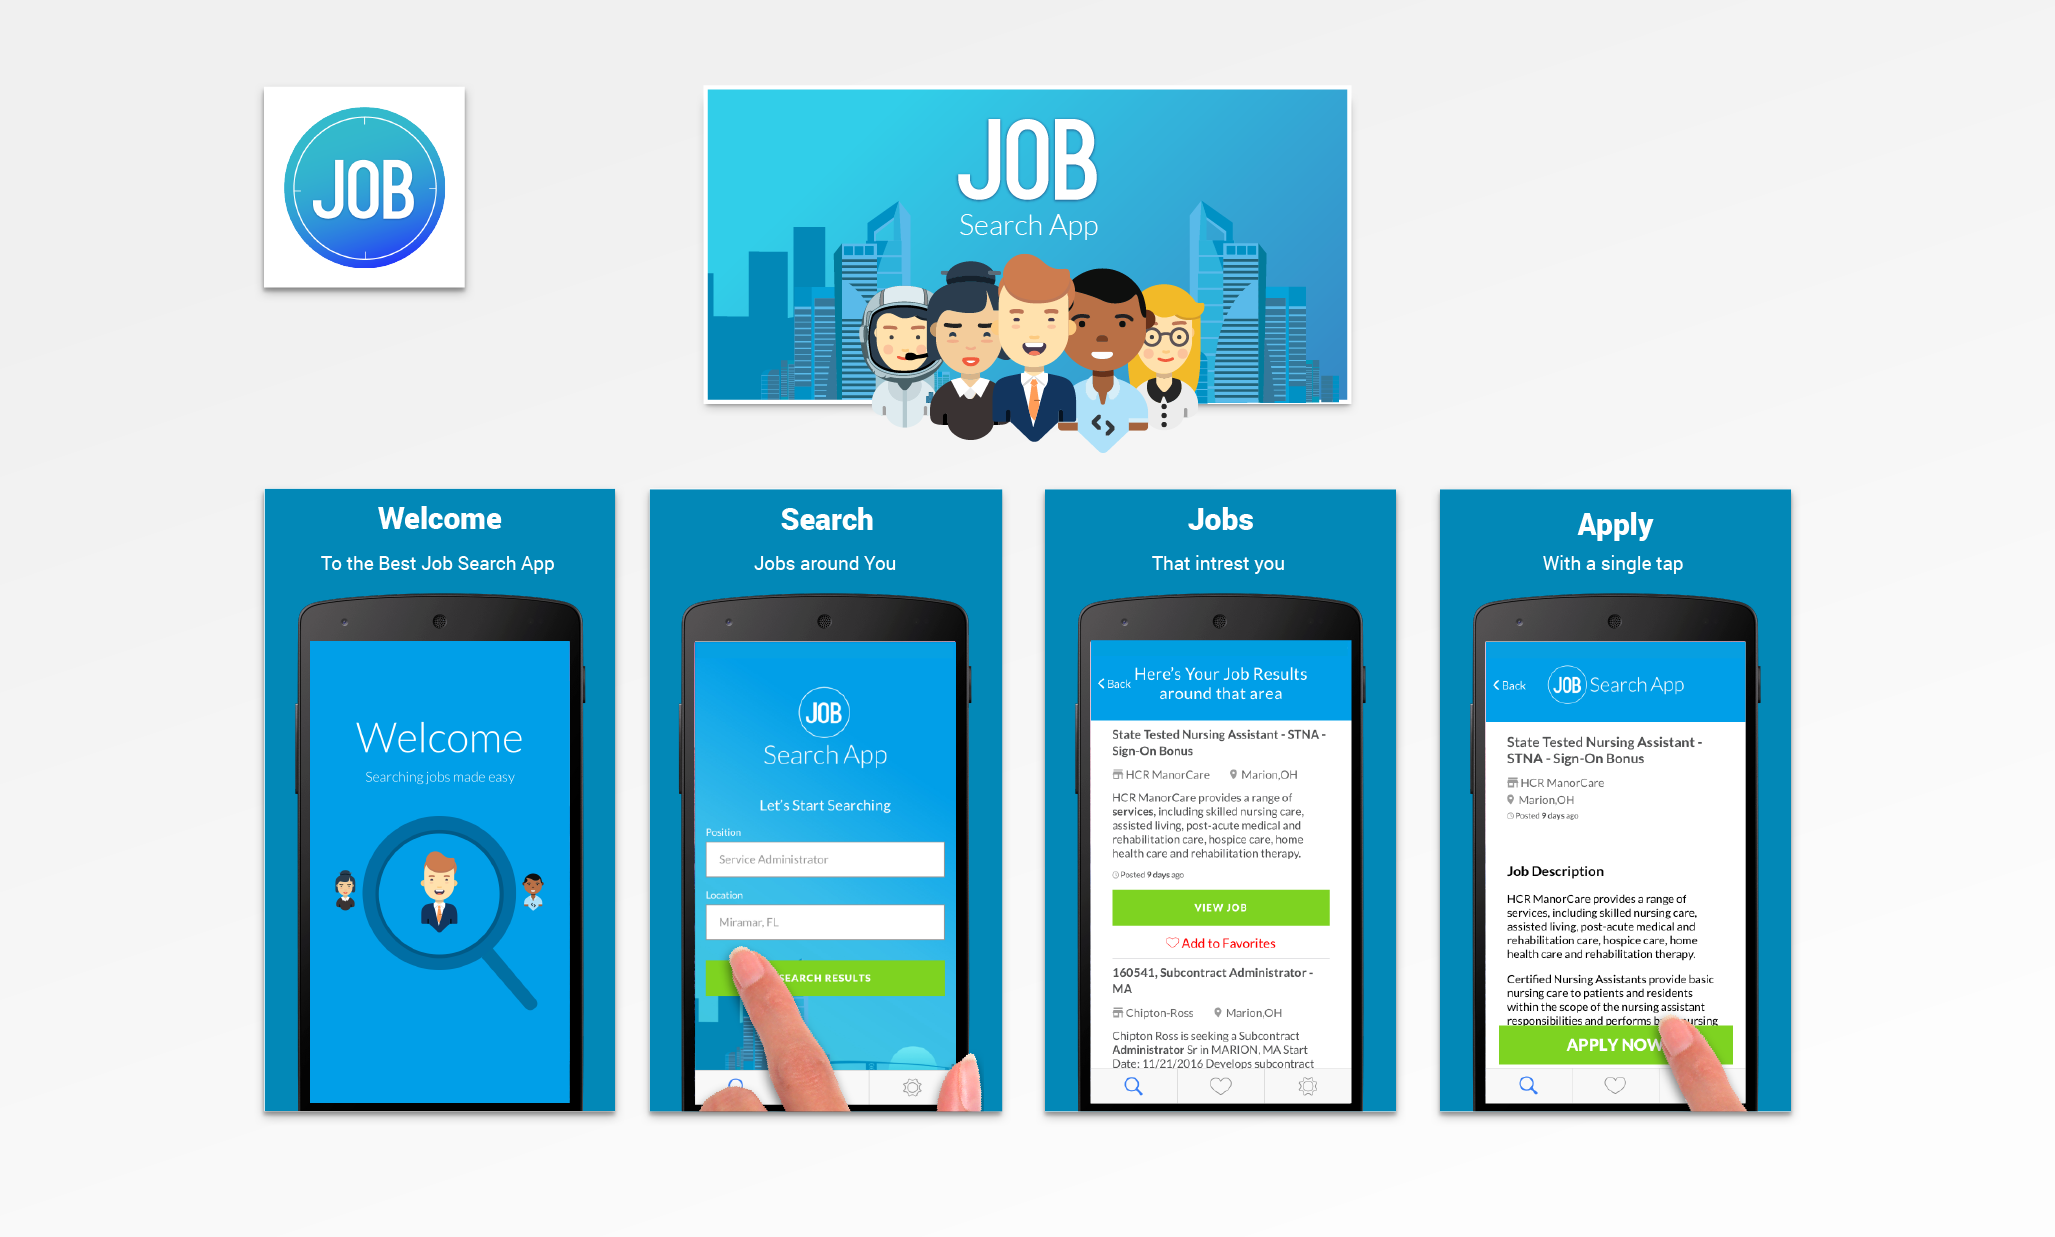 JOB
JOB
Search App
Welcome
To the Best Job Search App
Welcome
Searching jobs made easy
Search
Jobs around You
JOB
Search App
Let's Start Searching
Position
Service Administrator
Location
Miramar, FL
SEARCH RESULTS
Jobs
That intrest you
Back
Here's Your Job Results
around that area
State Tested Nursing Assistant - STNA -
Sign-On Bonus
HCR ManorCare Marion,OH
HCR ManorCare provides a range of
services, including skilled nursing care,
assisted living, post-acute medical and
rehabilitation care, hospice care, home
health care and rehabilitation therapy.
Posted 9 days ago
VIEW JOB
Add to Favorites
160541, Subcontract Administrator -
MA
Chipton-Ross Marion,OH
Chipton Ross is seeking a Subcontract
Administrator Sr in MARION, MA Start
Date: 11/21/2016 Develops subcontract
Apply
With a single tap
Back
JOB Search App
State Tested Nursing Assistant -
STNA - Sign-On Bonus
HCR ManorCare
Marion,OH
Posted 9 days ago
Job Description
HCR ManorCare provides a range of
services, including skilled nursing care,
assisted living, post-acute medical and
rehabilitation care, hospice care, home
health care and rehabilitation therapy.
Certified Nursing Assistants provide basic
nursing care to patients and residents
within the scope of the nursing assistant
responsibilities and performs nursing
APPLY NOW